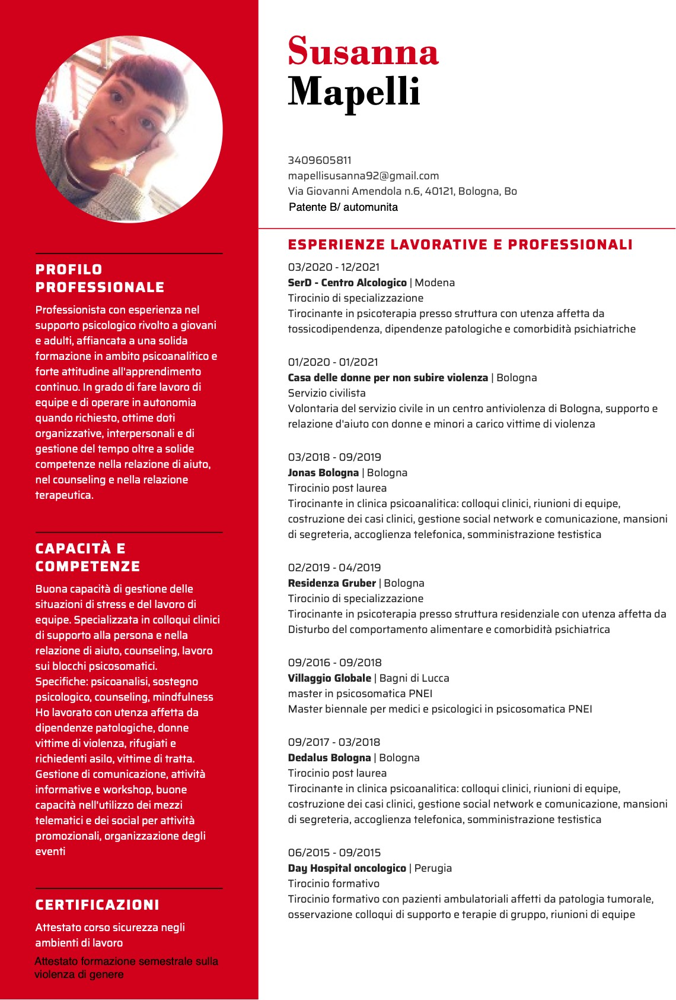 Susanna
Mapelli
3409605811
mapellisusanna92@gmail.com
Via Giovanni Amendola n.6, 40121, Bologna, Bo
Patente B/ automunita
PROFILO
PROFESSIONALE
Professionista con esperienza nel
supporto psicologico rivolto a giovani
e adulti, affiancata a una solida
formazione in ambito psicoanalitico e
forte attitudine all'apprendimento
continuo. In grado di fare lavoro di
equipe e di operare in autonomia
quando richiesto, ottime doti
organizzative, interpersonali e di
gestione del tempo oltre a solide
competenze nella relazione di aiuto,
nel counseling e nella relazione
terapeutica.
CAPACITÀ E
COMPETENZE
Buona capacità di gestione delle
situazioni di stress e del lavoro di
equipe. Specializzata in colloqui clinici
di supporto alla persona e nella
relazione di aiuto, counseling, lavoro
sui blocchi psicosomatici.
Specifiche: psicoanalisi, sostegno
psicologico, counseling, mindfulness
Ho lavorato con utenza affetta da
dipendenze patologiche, donne
vittime di violenza, rifugiati e
richiedenti asilo, vittime di tratta.
Gestione di comunicazione, attività
informative e workshop, buone
capacità nell'utilizzo dei mezzi
telematici e dei social per attività
promozionali, organizzazione degli
eventi
CERTIFICAZIONI
Attestato corso sicurezza negli
ambienti di lavoro
Attestato formazione semestrale sulla
violenza di genere
ESPERIENZE LAVORATIVE E PROFESSIONALI
03/2020 - 12/2021
SerD - Centro Alcologico | Modena
Tirocinio di specializzazione
Tirocinante in psicoterapia presso struttura con utenza affetta da
tossicodipendenza, dipendenze patologiche e comorbidità psichiatriche
01/2020 - 01/2021
Casa delle donne per non subire violenza | Bologna
Servizio civilista
Volontaria del servizio civile in un centro antiviolenza di Bologna, supporto e
relazione d'aiuto con donne e minori a carico vittime di violenza
03/2018 - 09/2019
Jonas Bologna | Bologna
Tirocinio post laurea
Tirocinante in clinica psicoanalitica: colloqui clinici, riunioni di equipe,
costruzione dei casi clinici, gestione social network e comunicazione, mansioni
di segreteria, accoglienza telefonica, somministrazione testistica
02/2019 - 04/2019
Residenza Gruber | Bologna
Tirocinio di specializzazione
Tirocinante in psicoterapia presso struttura residenziale con utenza affetta da
Disturbo del comportamento alimentare e comorbidità psichiatrica
09/2016 - 09/2018
Villaggio Globale | Bagni di Lucca
master in psicosomatica PNEI
Master biennale per medici e psicologici in psicosomatica PNEI
09/2017 - 03/2018
Dedalus Bologna | Bologna
Tirocinio post laurea
Tirocinante in clinica psicoanalitica: colloqui clinici, riunioni di equipe,
costruzione dei casi clinici, gestione social network e comunicazione, mansioni
di segreteria, accoglienza telefonica, somministrazione testistica
06/2015 - 09/2015
Day Hospital oncologico | Perugia
Tirocinio formativo
Tirocinio formativo con pazienti ambulatoriali affetti da patologia tumorale,
osservazione colloqui di supporto e terapie di gruppo, riunioni di equipe